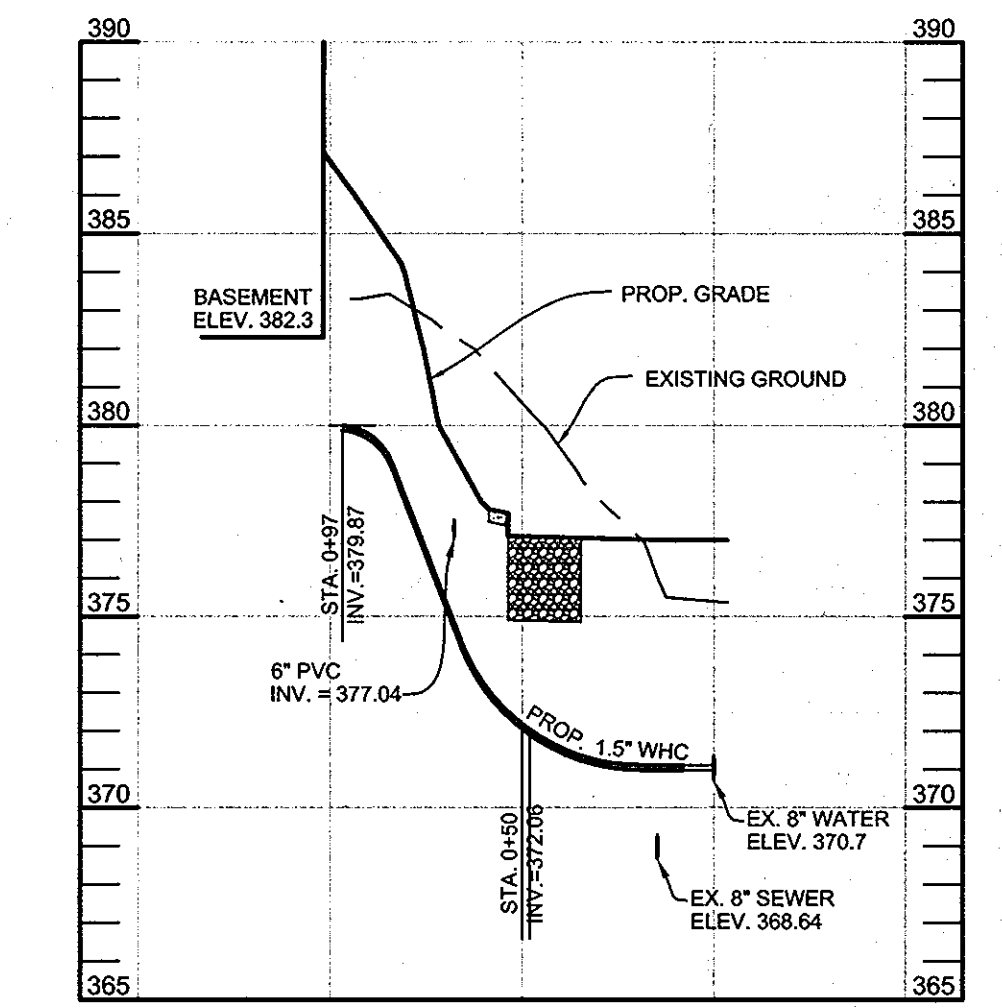 390 390
385 385
BASEMENT
ELEV. 382.3
PROP. GRADE
EXISTING GROUND
380 380
STA. 0+97
INV.=379.87
375 375
6" PVC
INV. = 377.04
PROP. 1.5" WHC
370 370
STA. 0+50
INV.=372.06
EX. 8" WATER
ELEV. 370.7
EX. 8" SEWER
ELEV. 368.64
365 365